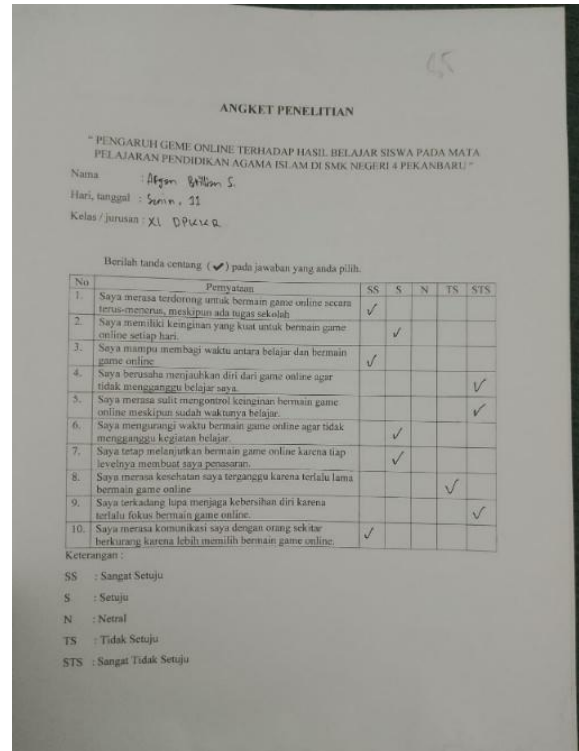 ANGKET PENELITIAN
" PENGARUH GEME ONLINE TERHADAP HASIL BELAJAR SISWA PADA MATA
PELAJARAN PENDIDIKAN AGAMA ISLAM DI SMK NEGERI 4 PEKANBARU "
Nama : S.
Hari, tanggal : Senin, 11
Kelas / jurusan : XI
Berilah tanda centang (✔) pada jawaban yang anda pilih.
No Pernyataan SS S N TS STS
1. Saya merasa terdorong untuk bermain game online secara
terus-menerus, meskipun ada tugas sekolah ✓
2. Saya memiliki keinginan yang kuat untuk bermain game
online setiap hari. ✓
3. Saya mampu membagi waktu antara belajar dan bermain
game online ✓
4. Saya berusaha menjauhkan diri dari game online agar
tidak mengganggu belajar saya. ✓
5. Saya merasa sulit mengontrol keinginan bermain game
online meskipun sudah waktunya belajar. ✓
6. Saya mengurangi waktu bermain game online agar tidak
mengganggu kegiatan belajar. ✓
7. Saya tetap melanjutkan bermain game online karena tiap
levelnya membuat saya penasaran. ✓
8. Saya merasa kesehatan saya terganggu karena terlalu lama
bermain game online ✓
9. Saya terkadang lupa menjaga kebersihan diri karena
terlalu fokus bermain game online. ✓
10. Saya merasa komunikasi saya dengan orang sekitar
berkurang karena lebih memilih bermain game online. ✓
Keterangan :
SS : Sangat Setuju
S : Setuju
N : Netral
TS : Tidak Setuju
STS : Sangat Tidak Setuju